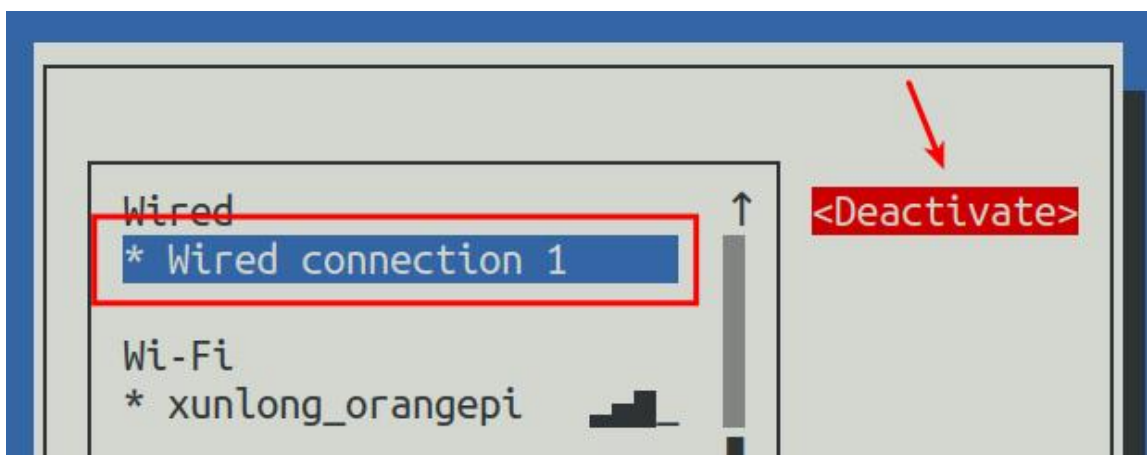 Wired
* Wired connection 1
Wi-Fi
* xunlong_orangepi
↑
<Deactivate>